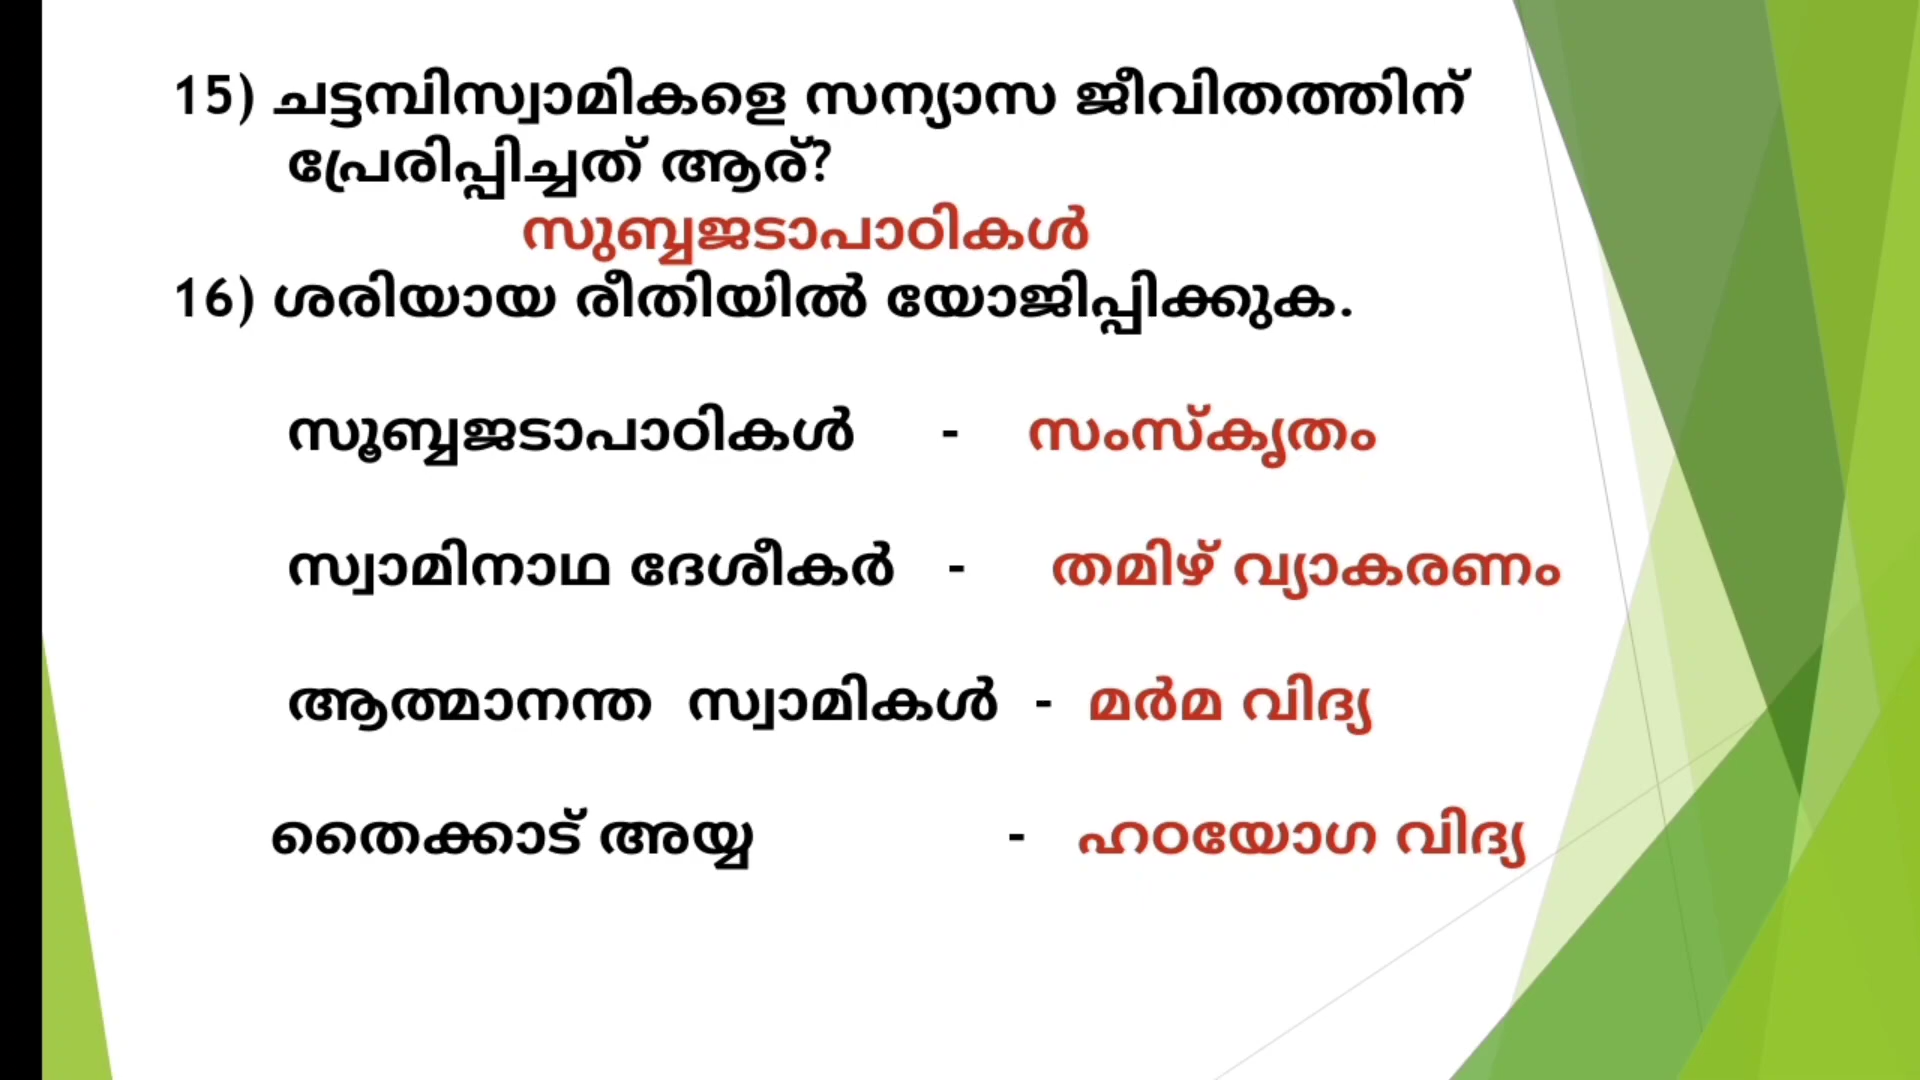 15) ചട്ടമ്പിസ്വാമികളെ സന്യാസ ജീവിതത്തിന്
പ്രേരിപ്പിച്ചത് ആര്?
സുബ്ബജടാപാഠികൾ
16) ശരിയായ രീതിയിൽ യോജിപ്പിക്കുക.
സൂബ്ബജടാപാഠികൾ - സംസ്കൃതം
സ്വാമിനാഥ ദേശീകർ - തമിഴ് വ്യാകരണം
ആത്മാനന്ത സ്വാമികൾ - മർമ വിദ്യ
തൈക്കാട് അയ്യ - ഹഠയോഗ വിദ്യ